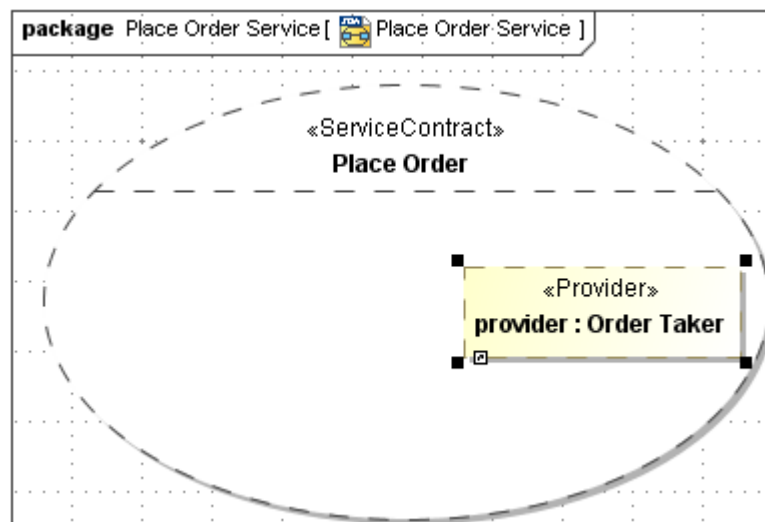 package Place Order Service [ Place Order Service ]
«ServiceContract»
Place Order
«Provider»
provider : Order Taker